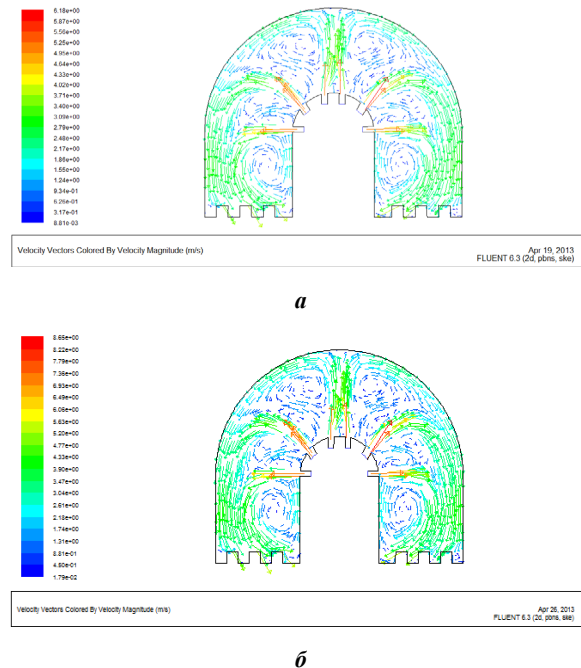 6.18e+00
5.87e+00
5.56e+00
5.25e+00
4.95e+00
4.64e+00
4.33e+00
4.02e+00
3.71e+00
3.40e+00
3.09e+00
2.79e+00
2.48e+00
2.17e+00
1.86e+00
1.55e+00
1.24e+00
9.34e-01
6.26e-01
3.17e-01
8.81e-03
Velocity Vectors Colored By Velocity Magnitude (m/s)
Apr 19, 2013
FLUENT 6.3 (2d, pbns, ske)
а
8.65e+00
8.22e+00
7.79e+00
7.36e+00
6.93e+00
6.49e+00
6.06e+00
5.63e+00
5.20e+00
4.77e+00
4.33e+00
3.90e+00
3.47e+00
3.04e+00
2.61e+00
2.18e+00
1.74e+00
1.31e+00
8.81e-01
4.80e-01
1.79e-02
Velocity Vectors Colored By Velocity Magnitude (m/s)
Apr 26, 2013
FLUENT 6.3 (2d, pbns, ske)
б